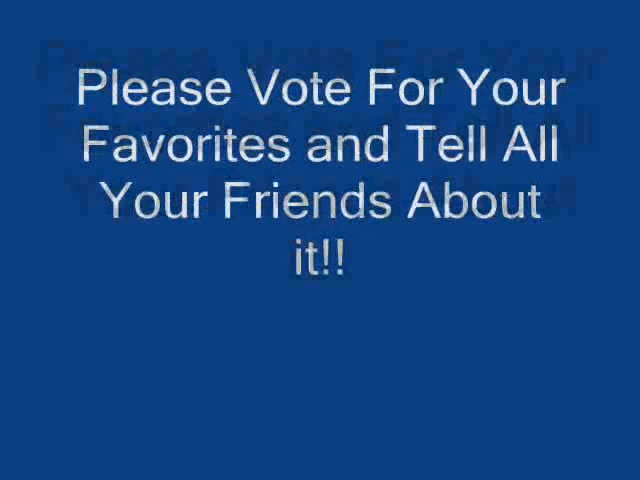 Please Vote For Your
Favorites and Tell All
Your Friends About
it!!